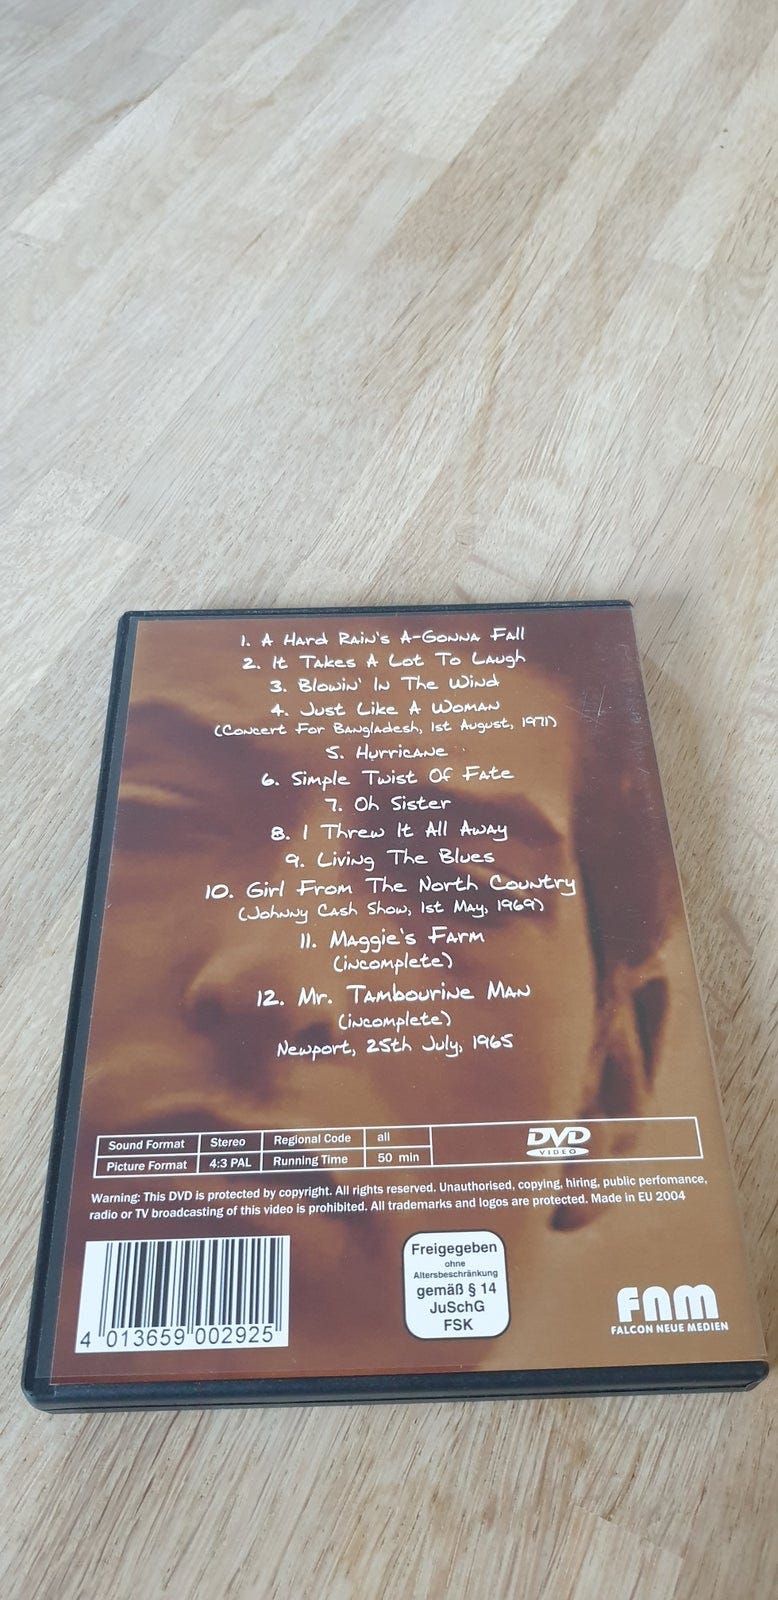 1. A Hard Rain's A-Gonna Fall
2. It Takes A Lot To Laugh
3. Blowin' In The Wind
4. Just Like A Woman
(Concert For Bangladesh, 1st August, 1971)
5. Hurricane
6. Simple Twist Of Fate
7. Oh Sister
8. I Threw It All Away
9. Living The Blues
10. Girl From The North Country
(Johnny Cash Show, 1st May, 1969)
11. Maggie's Farm
(incomplete)
12. Mr. Tambourine Man
(incomplete)
Newport, 25th July, 1965
Sound Format Stereo Regional Code all
Picture Format 4:3 PAL Running Time 50 min
DVD
VIDEO
Warning: This DVD is protected by copyright. All rights reserved. Unauthorised, copying, hiring, public perfomance,
radio or TV broadcasting of this video is prohibited. All trademarks and logos are protected. Made in EU 2004
4 013659 002925
Freigegeben
ohne
Altersbeschränkung
gemäß § 14
JuSchG
FSK
fnm
FALCON NEUE MEDIEN